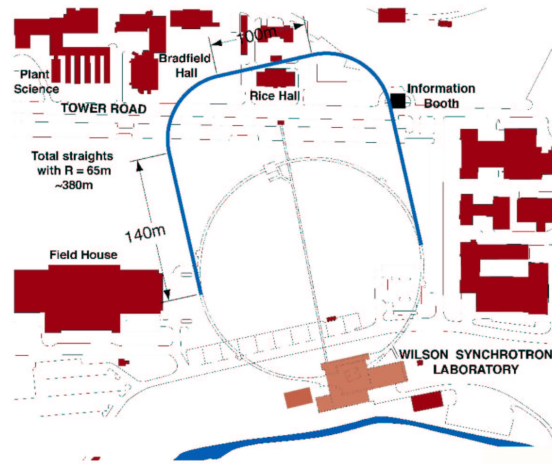 100m
Bradfield
Hall
Plant
Science
Rice Hall
Information
Booth
TOWER ROAD
Total straights
with R = 65m
~380m
140m
Field House
WILSON SYNCHROTRON
LABORATORY